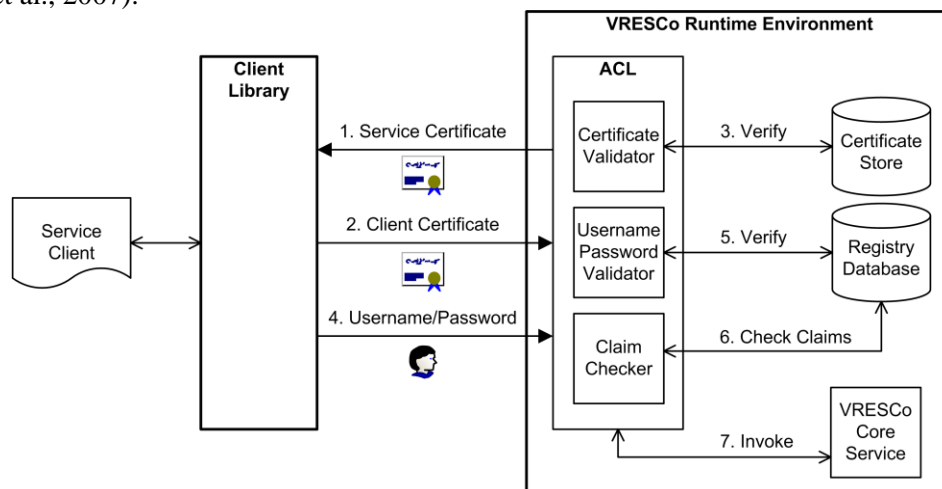 et al., 2007).
VRESCo Runtime Environment
Client
Library
ACL
1. Service Certificate
Certificate
Validator
3. Verify
Certificate
Store
Service
Client
2. Client Certificate
Username
Password
Validator
5. Verify
Registry
Database
4. Username/Password
Claim
Checker
6. Check Claims
7. Invoke
VRESCo
Core
Service